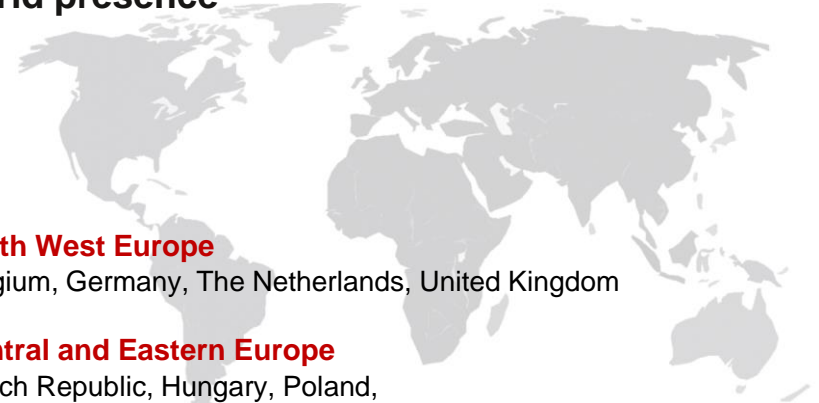 rld presence
th West Europe
gium, Germany, The Netherlands, United Kingdom
ntral and Eastern Europe
ch Republic, Hungary, Poland,